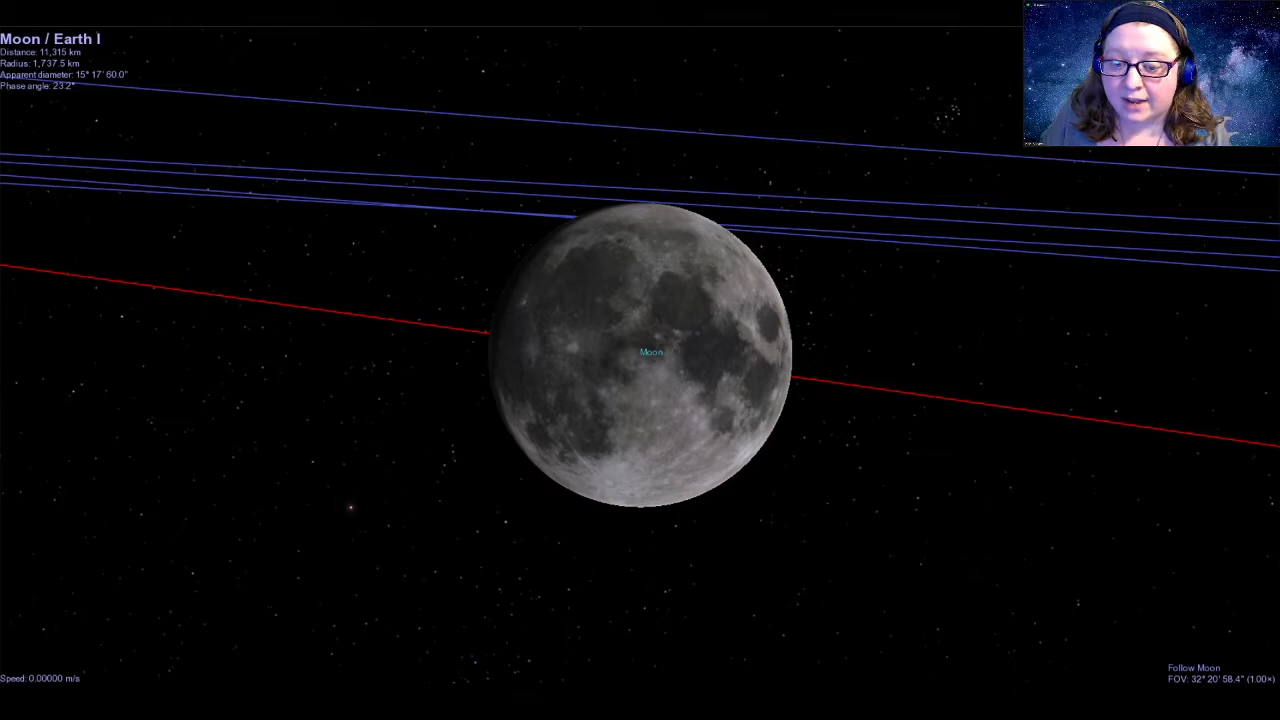 Moon / Earth I
Distance: 11,315 km
Radius: 1,737.5 km
Apparent diameter: 15° 17' 60.0"
Phase angle: 23.2°
Moon
Speed: 0.00000 m/s
Follow Moon
FOV: 32° 20' 58.4" (1.00×)